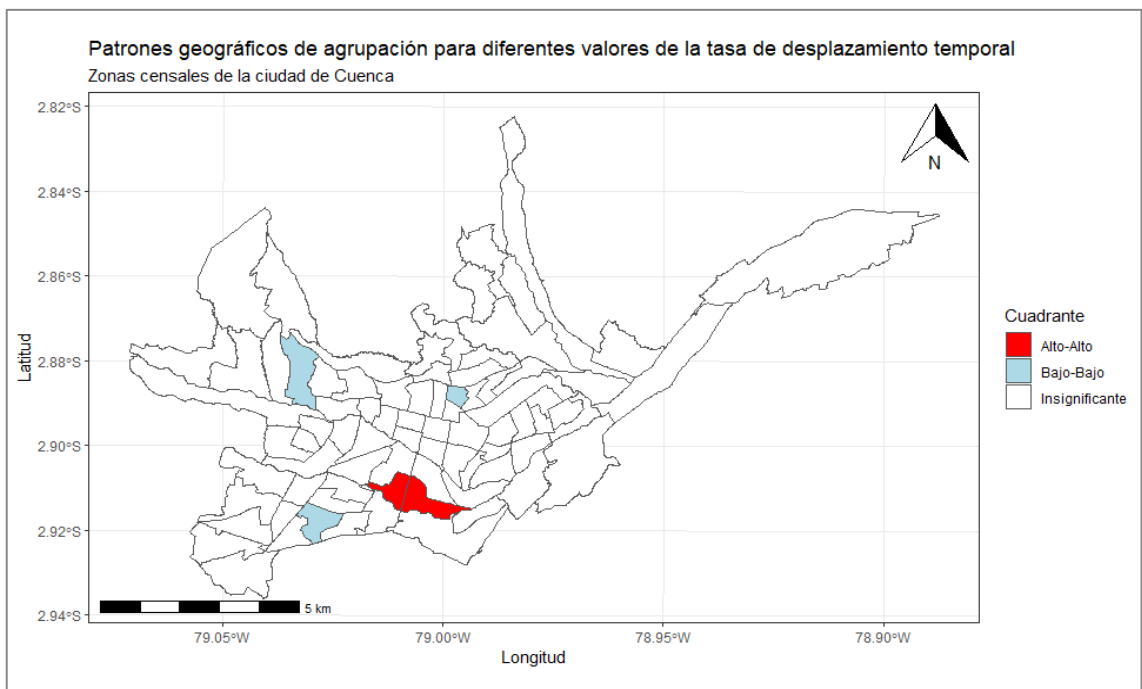 Patrones geográficos de agrupación para diferentes valores de la tasa de desplazamiento temporal
Zonas censales de la ciudad de Cuenca
2.82°S
2.84°S
2.86°S
2.88°S
2.90°S
2.92°S
2.94°S
Latitud
N
5 km
79.05°W
79.00°W
78.95°W
78.90°W
Longitud
Cuadrante
Alto-Alto
Bajo-Bajo
Insignificante